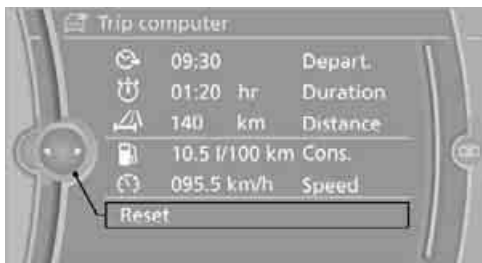 Trip computer
09:30 Depart.
01:20 hr Duration
140 km Distance
10.5 l/100 km Cons.
095.5 km/h Speed
Reset